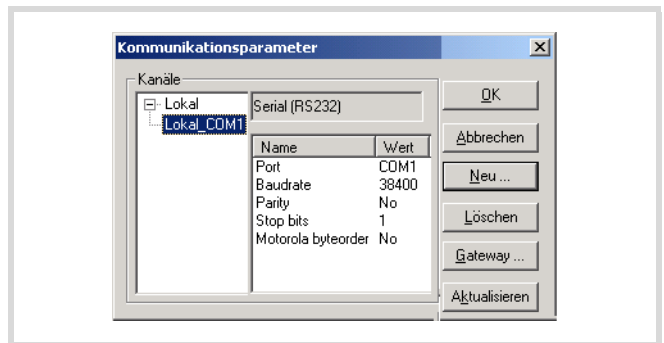 Kommunikationsparameter
Kanäle
Lokal
Lokal_COM1
Serial (RS232)
Name Wert
Port COM1
Baudrate 38400
Parity No
Stop bits 1
Motorola byteorder No
OK
Abbrechen
Neu ...
Löschen
Gateway ...
Aktualisieren